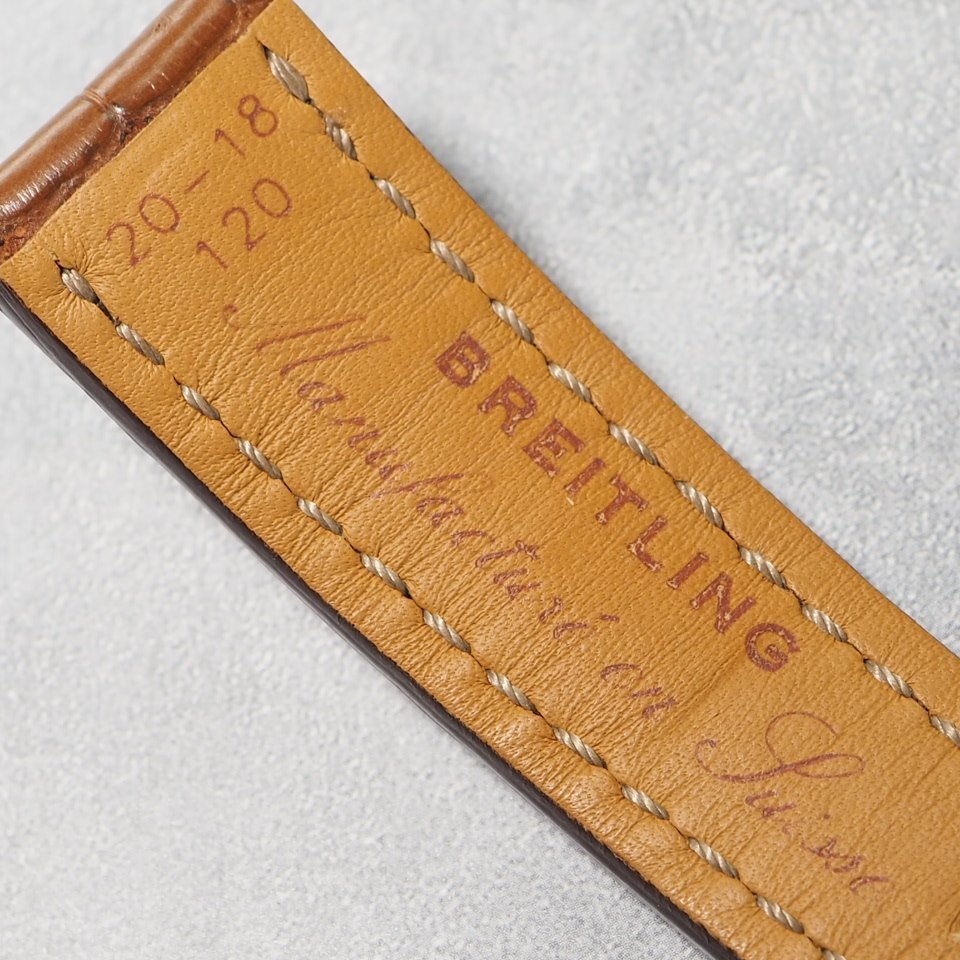 20-18
120
BREITLING
Manufacturé en Suisse